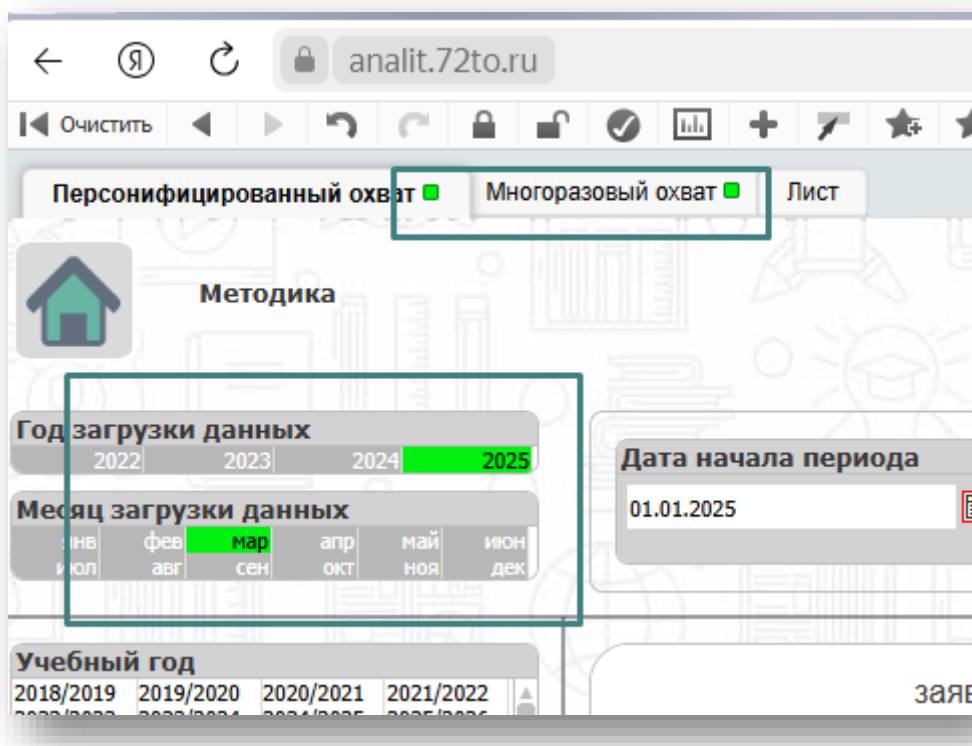 analit.72to.ru
Очистить
Персонифицированный охват Многоразовый охват Лист
Методика
Год загрузки данных
2022 2023 2024 2025
Месяц загрузки данных
янв фев мар апр май июн
июл авг сен окт ноя дек
Дата начала периода
01.01.2025
Учебный год
2018/2019 2019/2020 2020/2021 2021/2022
заяв